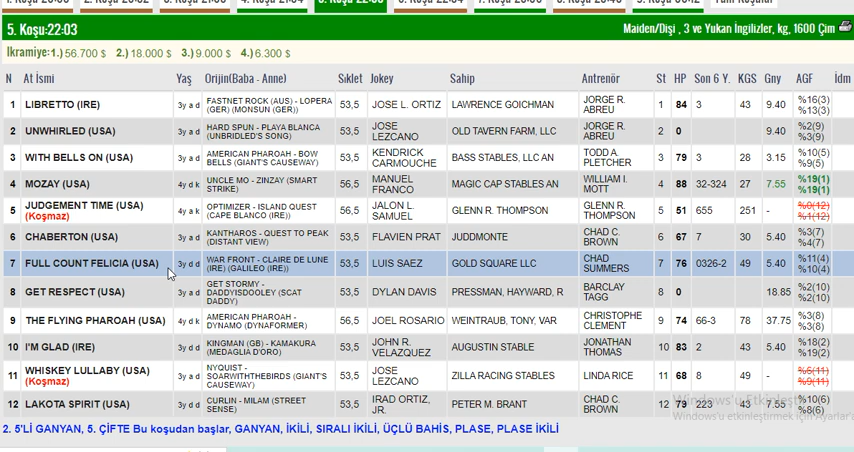 5. Koşu:22:03 Maiden/Dişi , 3 ve Yukarı İngilizler, kg, 1600 Çim
İkramiye:1.) 56.700 $ 2.) 18.000 $ 3.) 9.000 $ 4.) 6.300 $
N At İsmi Yaş Orijin(Baba - Anne) Sıklet Jokey Sahip Antrenör St HP Son 6 Y. KGS Gny AGF İdm
1 LIBRETTO (IRE) 3y a d FASTNET ROCK (AUS) - LOPERA (GER) (MONSUN (GER)) 53,5 JOSE L. ORTIZ LAWRENCE GOICHMAN JORGE R. ABREU 1 84 3 43 9.40 %16(3) %13(3)
2 UNWHIRLED (USA) 3y a d HARD SPUN - PLAYA BLANCA (UNBRIDLED'S SONG) 53,5 JOSE LEZCANO OLD TAVERN FARM, LLC JORGE R. ABREU 2 0 9.40 %2(9) %3(9)
3 WITH BELLS ON (USA) 3y a d AMERICAN PHAROAH - BOW BELLS (GIANT'S CAUSEWAY) 53,5 KENDRICK CARMOUCHE BASS STABLES, LLC AN TODD A. PLETCHER 3 79 3 28 3.15 %10(5) %9(5)
4 MOZAY (USA) 4y d k UNCLE MO - ZINZAY (SMART STRIKE) 56,5 MANUEL FRANCO MAGIC CAP STABLES AN WILLIAM I. MOTT 4 88 32-324 27 7.55 %19(1) %19(1)
5 JUDGEMENT TIME (USA) (Koşmaz) 4y a k OPTIMIZER - ISLAND QUEST (CAPE BLANCO (IRE)) 56,5 JALON L. SAMUEL GLENN R. THOMPSON GLENN R. THOMPSON 5 51 655 251 - %0(12) %1(12)
6 CHABERTON (USA) 3y a d KANTHAROS - QUEST TO PEAK (DISTANT VIEW) 53,5 FLAVIEN PRAT JUDDMONTE CHAD C. BROWN 6 67 7 30 5.40 %3(7) %4(7)
7 FULL COUNT FELICIA (USA) 3y d d WAR FRONT - CLAIRE DE LUNE (IRE) (GALILEO (IRE)) 53,5 LUIS SAEZ GOLD SQUARE LLC CHAD SUMMERS 7 76 0326-2 49 5.40 %11(4) %10(4)
8 GET RESPECT (USA) 3y a d GET STORMY - DADDYISDOOLEY (SCAT DADDY) 53,5 DYLAN DAVIS PRESSMAN, HAYWARD, R BARCLAY TAGG 8 0 18.85 %2(10) %2(10)
9 THE FLYING PHAROAH (USA) 4y d k AMERICAN PHAROAH - DYNAMO (DYNAFORMER) 56,5 JOEL ROSARIO WEINTRAUB, TONY, VAR CHRISTOPHE CLEMENT 9 74 66-3 78 37.75 %3(8) %3(8)
10 I'M GLAD (IRE) 3y d d KINGMAN (GB) - KAMAKURA (MEDAGLIA D'ORO) 53,5 JOHN R. VELAZQUEZ AUGUSTIN STABLE JONATHAN THOMAS 10 83 2 43 5.40 %18(2) %19(2)
11 WHISKEY LULLABY (USA) (Koşmaz) 3y a d NYQUIST - SOARWITHTHEBIRDS (GIANT'S CAUSEWAY) 53,5 JOSE LEZCANO ZILLA RACING STABLES LINDA RICE 11 68 8 49 - %6(11) %9(11)
12 LAKOTA SPIRIT (USA) 3y d d CURLIN - MILAM (STREET SENSE) 53,5 IRAD ORTIZ, JR. PETER M. BRANT CHAD C. BROWN 12 79 223 43 7.55 %10(6) %8(6)
Windows'u Etkinleştir
Windows'u etkinleştirmek için Ayarlar'a
2. 5'Lİ GANYAN, 5. ÇİFTE Bu koşudan başlar, GANYAN, İKİLİ, SIRALI İKİLİ, ÜÇLÜ BAHİS, PLASE, PLASE İKİLİ